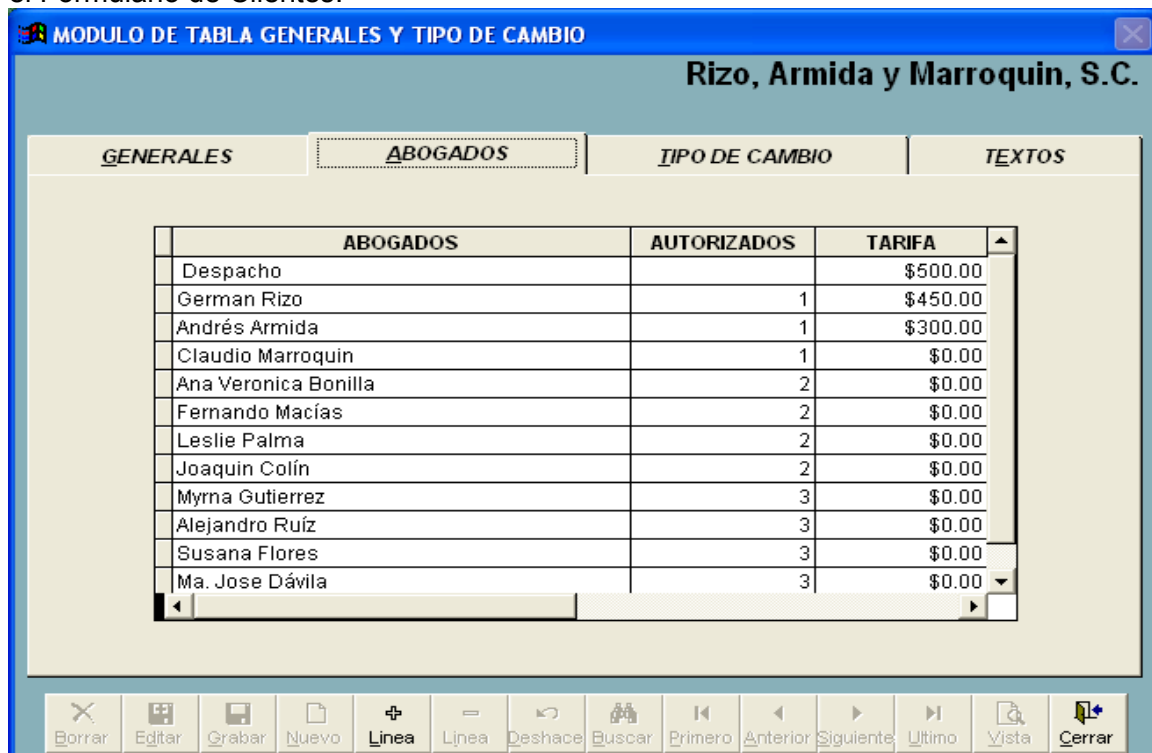 MODULO DE TABLA GENERALES Y TIPO DE CAMBIO
Rizo, Armida y Marroquin, S.C.
GENERALES ABOGADOS TIPO DE CAMBIO TEXTOS
ABOGADOS AUTORIZADOS TARIFA
Despacho $500.00
German Rizo 1 $450.00
Andrés Armida 1 $300.00
Claudio Marroquin 1 $0.00
Ana Veronica Bonilla 2 $0.00
Fernando Macías 2 $0.00
Leslie Palma 2 $0.00
Joaquin Colín 2 $0.00
Myrna Gutierrez 3 $0.00
Alejandro Ruíz 3 $0.00
Susana Flores 3 $0.00
Ma. Jose Dávila 3 $0.00
Borrar Editar Grabar Nuevo Linea Linea Deshace Buscar Primero Anterior Siguiente Ultimo Vista Cerrar